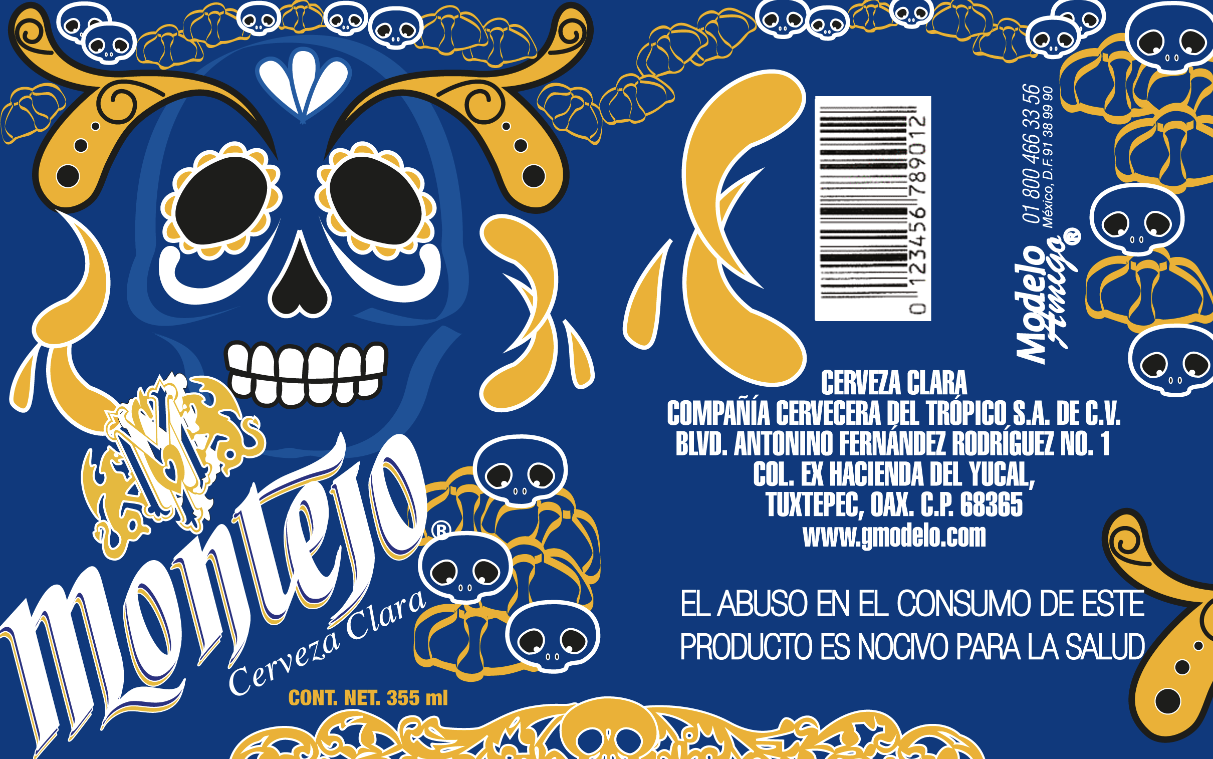 M
Montejo®
Cerveza Clara
CONT. NET. 355 ml
0 123456 789012
Modelo
Amigo®
01 800 466 33 56
México, D.F. 91 38 99 90
CERVEZA CLARA
COMPAÑÍA CERVECERA DEL TRÓPICO S.A. DE C.V.
BLVD. ANTONINO FERNÁNDEZ RODRÍGUEZ NO. 1
COL. EX HACIENDA DEL YUCAL,
TUXTEPEC, OAX. C.P. 68365
www.gmodelo.com
EL ABUSO EN EL CONSUMO DE ESTE
PRODUCTO ES NOCIVO PARA LA SALUD